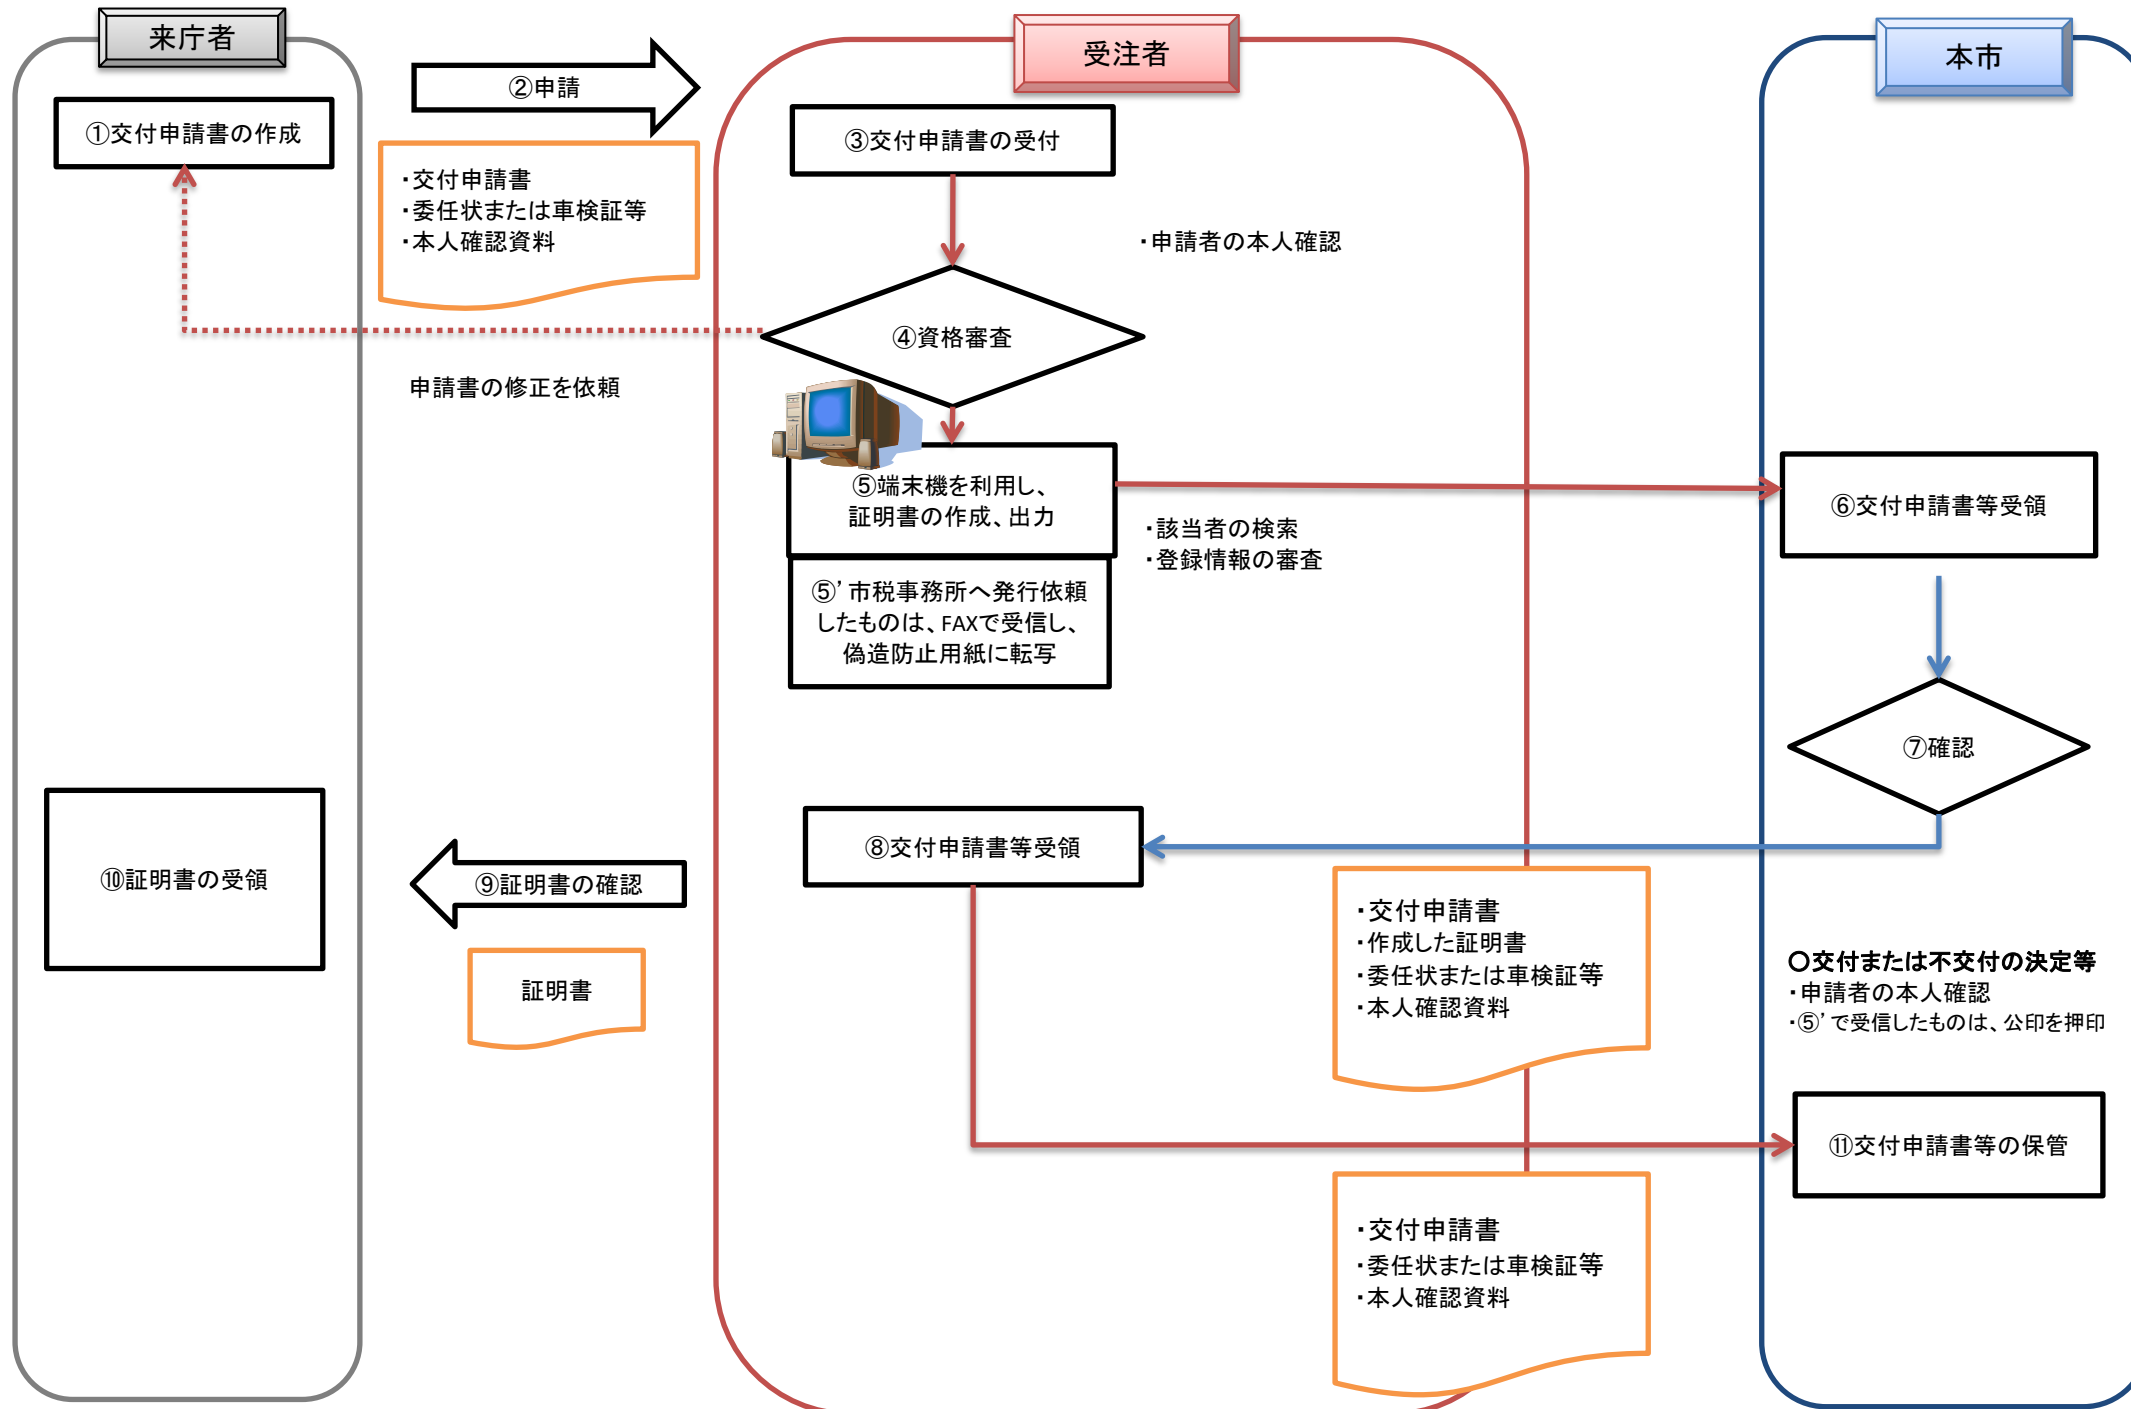 来庁者
受注者
本市
①交付申請書の作成
②申請
・交付申請書
・委任状または車検証等
・本人確認資料
③交付申請書の受付
・申請者の本人確認
④資格審査
申請書の修正を依頼
⑤端末機を利用し、
証明書の作成、出力
・該当者の検索
・登録情報の審査
⑤’市税事務所へ発行依頼
したものは、FAXで受信し、
偽造防止用紙に転写
⑥交付申請書等受領
⑦確認
⑧交付申請書等受領
⑨証明書の確認
証明書
⑩証明書の受領
・交付申請書
・作成した証明書
・委任状または車検証等
・本人確認資料
○交付または不交付の決定等
・申請者の本人確認
・⑤’で受信したものは、公印を押印
⑪交付申請書等の保管
・交付申請書
・委任状または車検証等
・本人確認資料